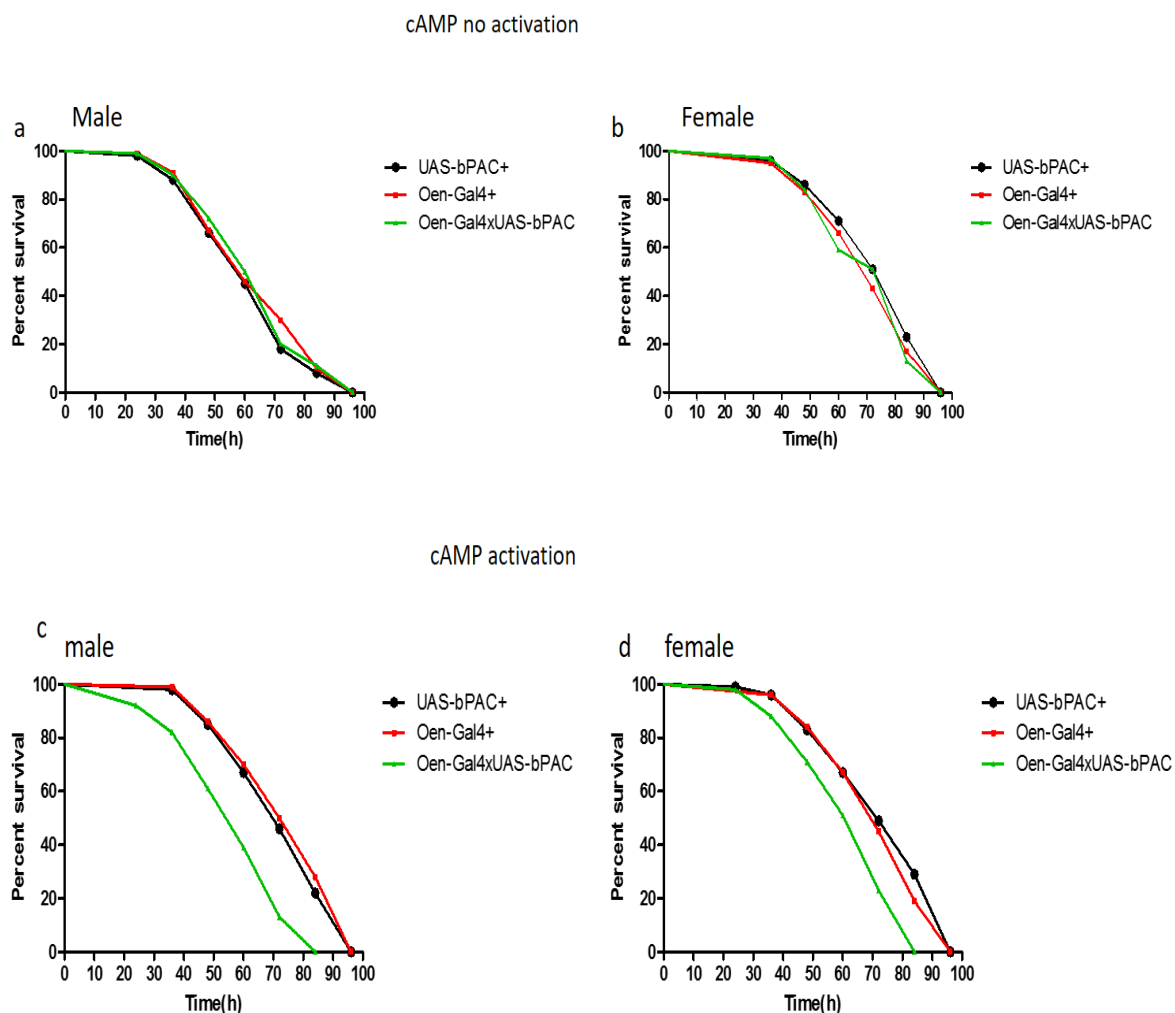 cAMP no activation
a Male
100
80
60
40
20
0
Percent survival
0 10 20 30 40 50 60 70 80 90 100
Time(h)
UAS-bPAC+
Oen-Gal4+
Oen-Gal4xUAS-bPAC
b Female
100
80
60
40
20
0
Percent survival
0 10 20 30 40 50 60 70 80 90 100
Time(h)
UAS-bPAC+
Oen-Gal4+
Oen-Gal4xUAS-bPAC
cAMP activation
c male
100
80
60
40
20
0
Percent survival
0 10 20 30 40 50 60 70 80 90 100
Time(h)
UAS-bPAC+
Oen-Gal4+
Oen-Gal4xUAS-bPAC
d female
100
80
60
40
20
0
Percent survival
0 10 20 30 40 50 60 70 80 90 100
Time(h)
UAS-bPAC+
Oen-Gal4+
Oen-Gal4xUAS-bPAC